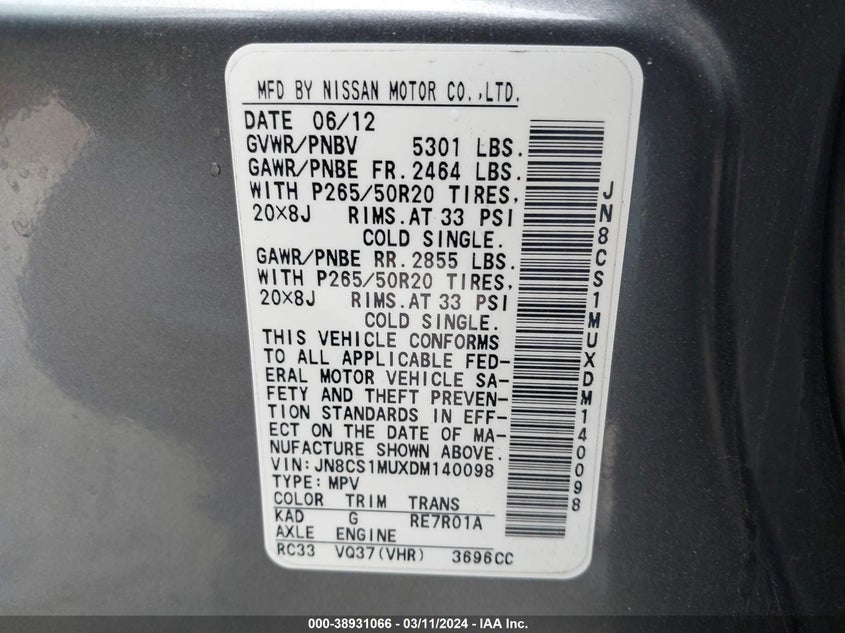 MFD BY NISSAN MOTOR CO.,LTD.
DATE 06/12
GVWR/PNBV 5301 LBS.
GAWR/PNBE FR.2464 LBS.
WITH P265/50R20 TIRES,
20×8J RIMS.AT 33 PSI
COLD SINGLE.
GAWR/PNBE RR.2855 LBS.
WITH P265/50R20 TIRES,
20×8J RIMS.AT 33 PSI
COLD SINGLE.
THIS VEHICLE CONFORMS
TO ALL APPLICABLE FED-
ERAL MOTOR VEHICLE SA-
FETY AND THEFT PREVEN-
TION STANDARDS IN EFF-
ECT ON THE DATE OF MA-
NUFACTURE SHOWN ABOVE.
VIN:JN8CS1MUXDM140098
TYPE:MPV
COLOR TRIM TRANS
KAD G RE7R01A
AXLE ENGINE
RC33 VQ37(VHR) 3696CC
JN8CS1MUXDM140098
000-38931066 - 03/11/2024 - IAA Inc.